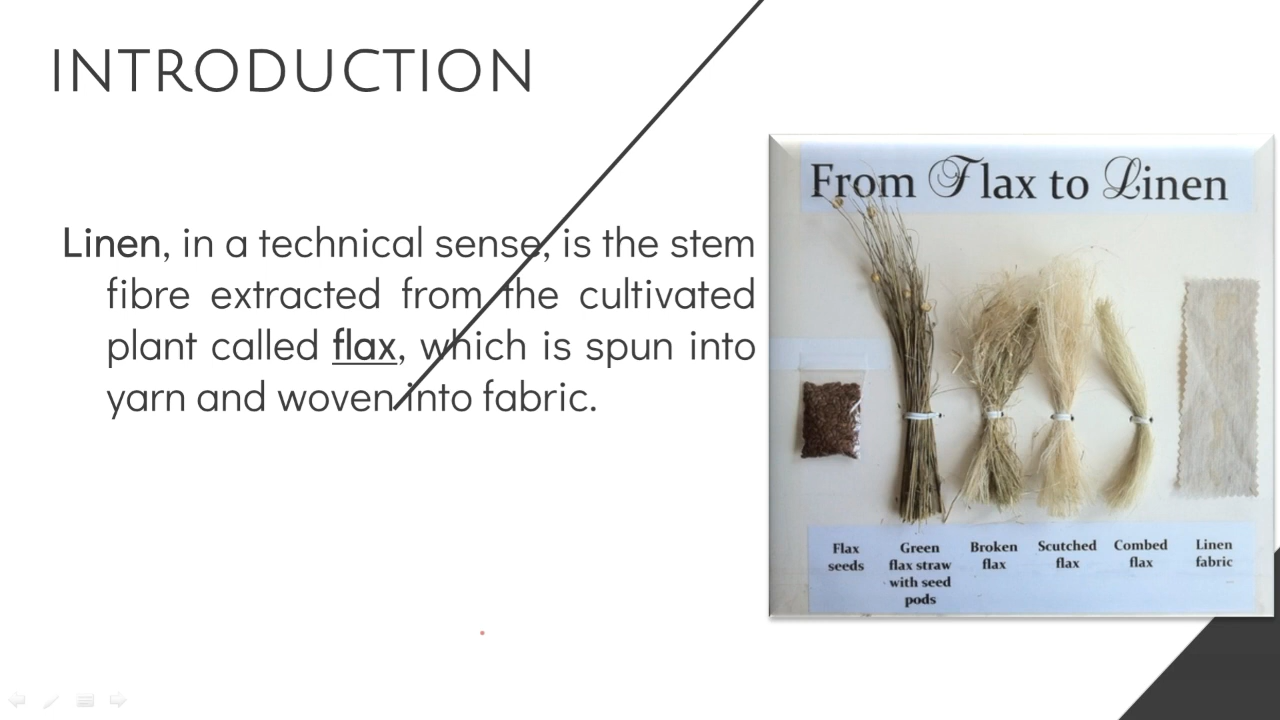 INTRODUCTION
Linen, in a technical sense, is the stem
fibre extracted from the cultivated
plant called flax, which is spun into
yarn and woven into fabric.
From Flax to Linen
Flax
seeds
Green
flax straw
with seed
pods
Broken
flax
Scutched
flax
Combed
flax
Linen
fabric